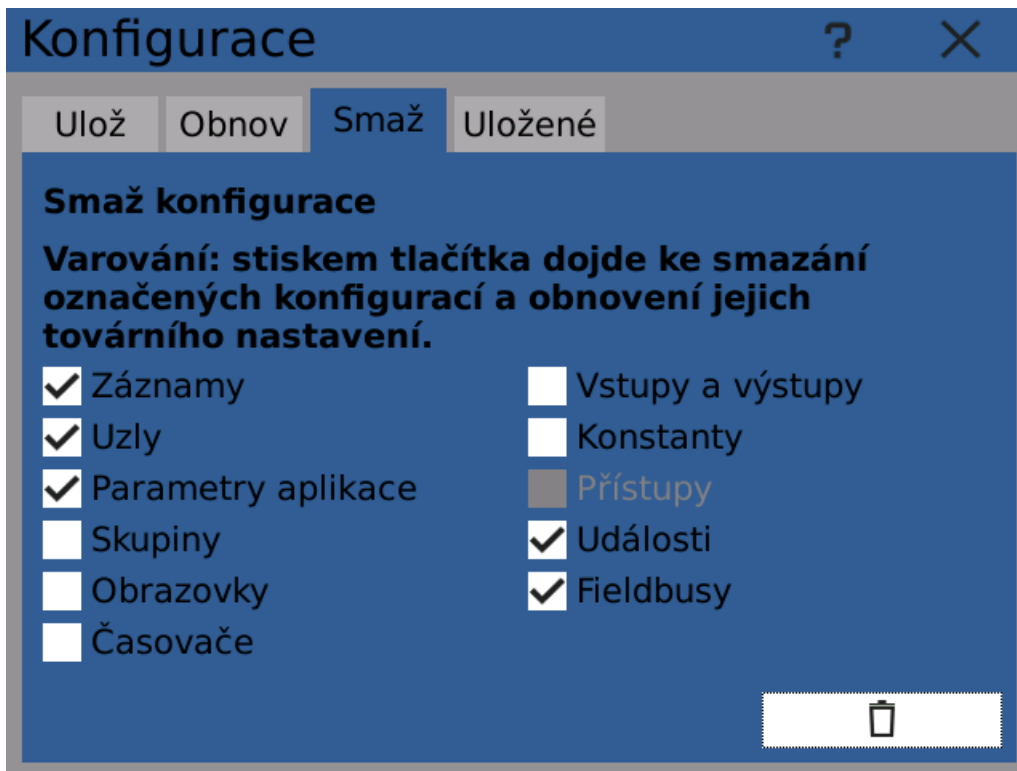 Konfigurace ?
Ulož Obnov Smaž Uložené
Smaž konfigurace
Varování: stiskem tlačítka dojde ke smazání
označených konfigurací a obnovení jejich
továrního nastavení.
Záznamy Vstupy a výstupy
Uzly Konstanty
Parametry aplikace Přístupy
Skupiny Události
Obrazovky Fieldbusy
Časovače